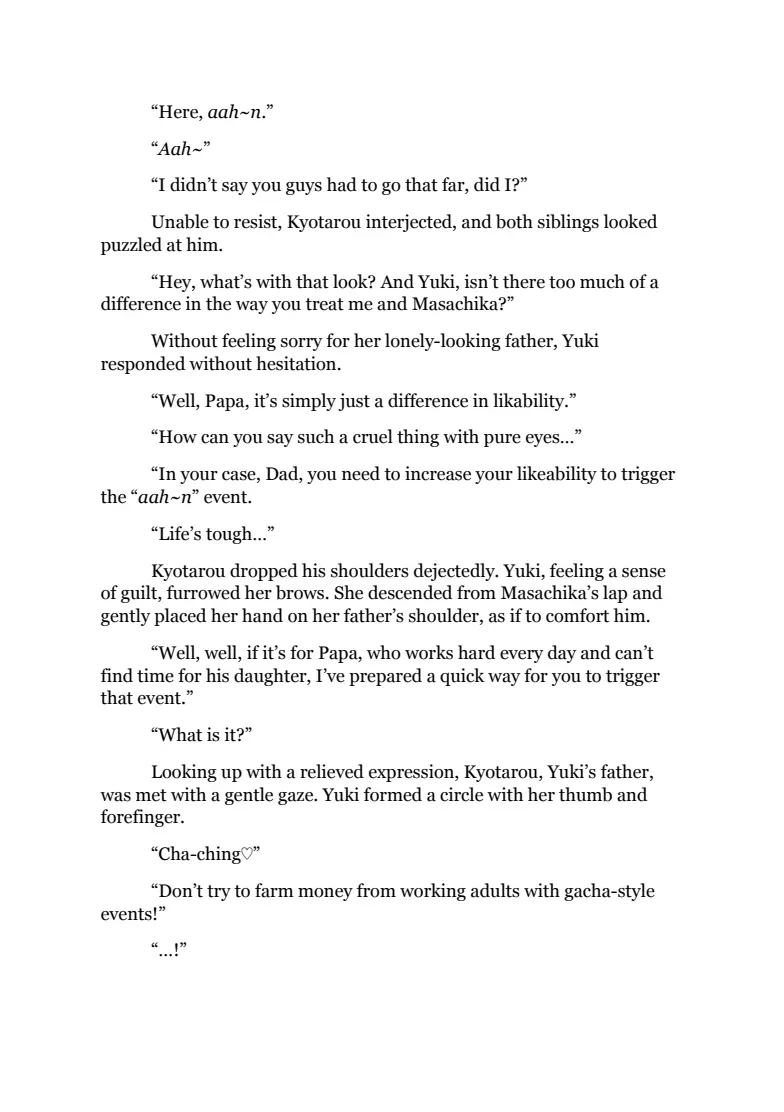 “Here, aah~n.”
“Aah~”
“I didn’t say you guys had to go that far, did I?”
Unable to resist, Kyotarou interjected, and both siblings looked
puzzled at him.
“Hey, what’s with that look? And Yuki, isn’t there too much of a
difference in the way you treat me and Masachika?”
Without feeling sorry for her lonely-looking father, Yuki
responded without hesitation.
“Well, Papa, it’s simply just a difference in likability.”
“How can you say such a cruel thing with pure eyes…”
“In your case, Dad, you need to increase your likeability to trigger
the “aah~n” event.
“Life’s tough…”
Kyotarou dropped his shoulders dejectedly. Yuki, feeling a sense
of guilt, furrowed her brows. She descended from Masachika’s lap and
gently placed her hand on her father’s shoulder, as if to comfort him.
“Well, well, if it’s for Papa, who works hard every day and can’t
find time for his daughter, I’ve prepared a quick way for you to trigger
that event.”
“What is it?”
Looking up with a relieved expression, Kyotarou, Yuki’s father,
was met with a gentle gaze. Yuki formed a circle with her thumb and
forefinger.
“Cha-ching♡”
“Don’t try to farm money from working adults with gacha-style
events!”
“…!”